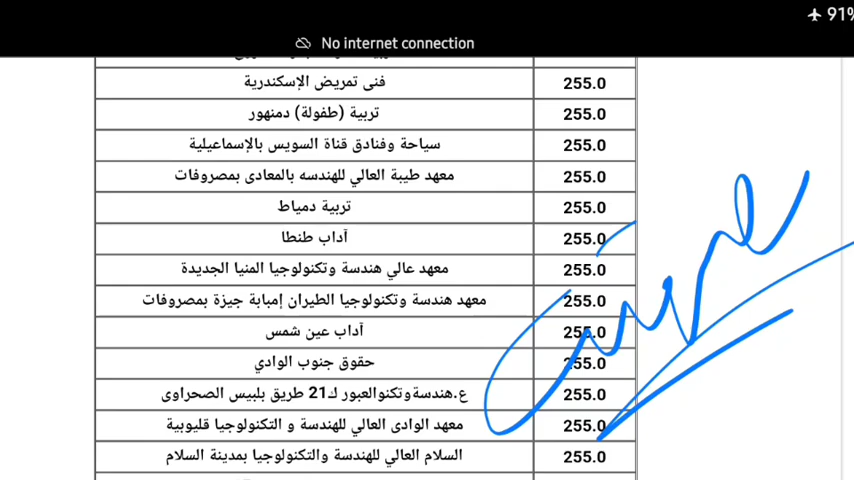 91%
No internet connection
فنى تمريض الإسكندرية 255.0
تربية (طفولة) دمنهور 255.0
سياحة وفنادق قناة السويس بالإسماعيلية 255.0
معهد طيبة العالي للهندسه بالمعادى بمصروفات 255.0
تربية دمياط 255.0
آداب طنطا 255.0
معهد عالي هندسة وتكنولوجيا المنيا الجديدة 255.0
معهد هندسة وتكنولوجيا الطيران إمبابة جيزة بمصروفات 255.0
آداب عين شمس 255.0
حقوق جنوب الوادي 255.0
ع.هندسةوتكنوالعبور ك21 طريق بلبيس الصحراوى 255.0
معهد الوادى العالي للهندسة و التكنولوجيا قليوبية 255.0
السلام العالي للهندسة والتكنولوجيا بمدينة السلام 255.0